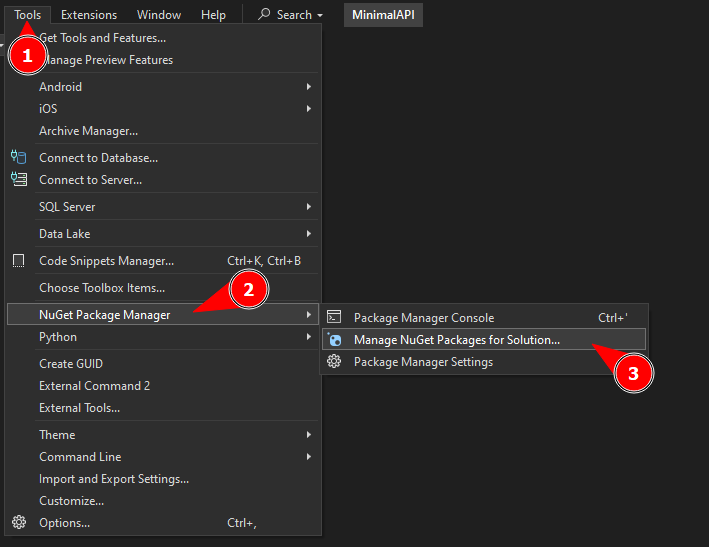 Tools Extensions Window Help Search MinimalAPI
1
Get Tools and Features...
Manage Preview Features
Android
iOS
Archive Manager...
Connect to Database...
Connect to Server...
SQL Server
Data Lake
Code Snippets Manager... Ctrl+K, Ctrl+B
Choose Toolbox Items...
2
NuGet Package Manager
Package Manager Console Ctrl+'
Python
Manage NuGet Packages for Solution...
Package Manager Settings
3
Create GUID
External Command 2
External Tools...
Theme
Command Line
Import and Export Settings...
Customize...
Options... Ctrl+,